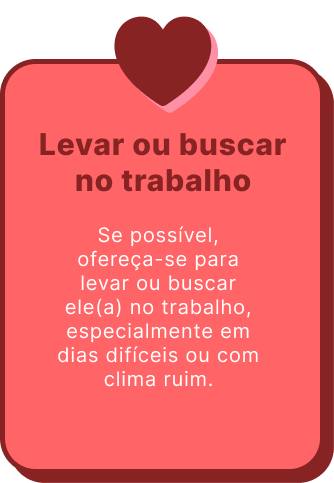 Levar ou buscar
no trabalho
Se possível,
ofereça-se para
levar ou buscar
ele(a) no trabalho,
especialmente em
dias difíceis ou com
clima ruim.